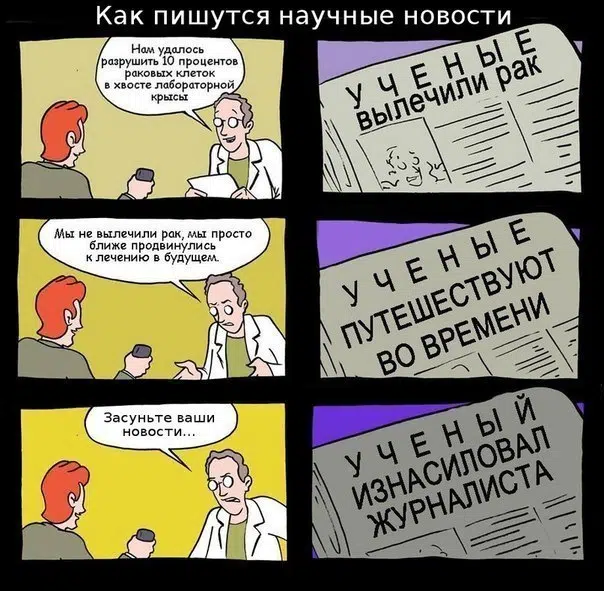 Как пишутся научные новости
Нам удалось
разрушить 10 процентов
раковых клеток
в хвосте лабораторной
крысы
УЧЕНЫЕ
вылечили рак
Мы не вылечили рак, мы просто
ближе продвинулись
к лечению в будущем.
УЧЕНЫЕ
ПУТЕШЕСТВУЮТ
ВО ВРЕМЕНИ
Засуньте ваши
новости...
УЧЕНЫЙ
ИЗНАСИЛОВАЛ
ЖУРНАЛИСТА